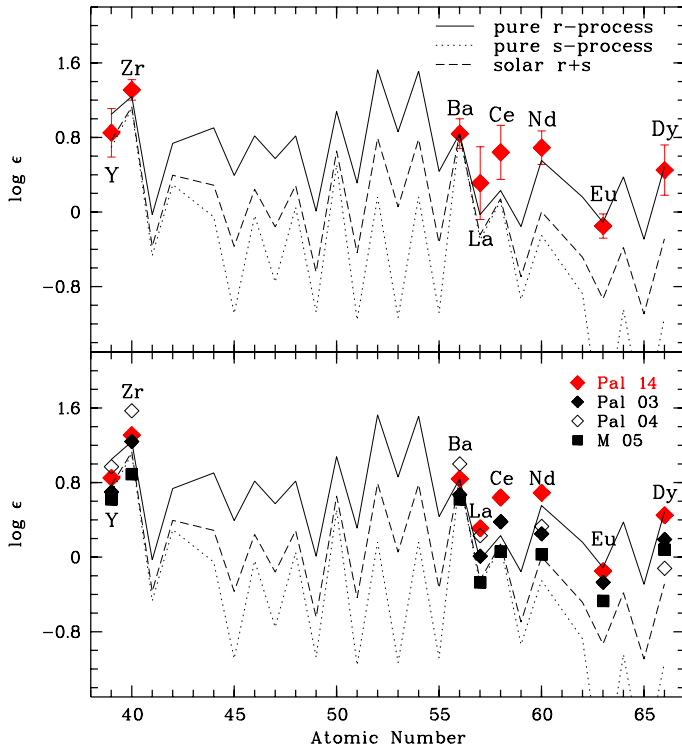 pure r-process
pure s-process
solar r+s
1.6
0.8
0
-0.8
log ϵ
Zr
Y
Ba
Ce
Nd
Dy
La
Eu
Pal 14
Pal 03
Pal 04
M 05
1.6
0.8
0
-0.8
log ϵ
Zr
Y
Ba
La
Ce
Nd
Eu
Dy
40 45 50 55 60 65
Atomic Number